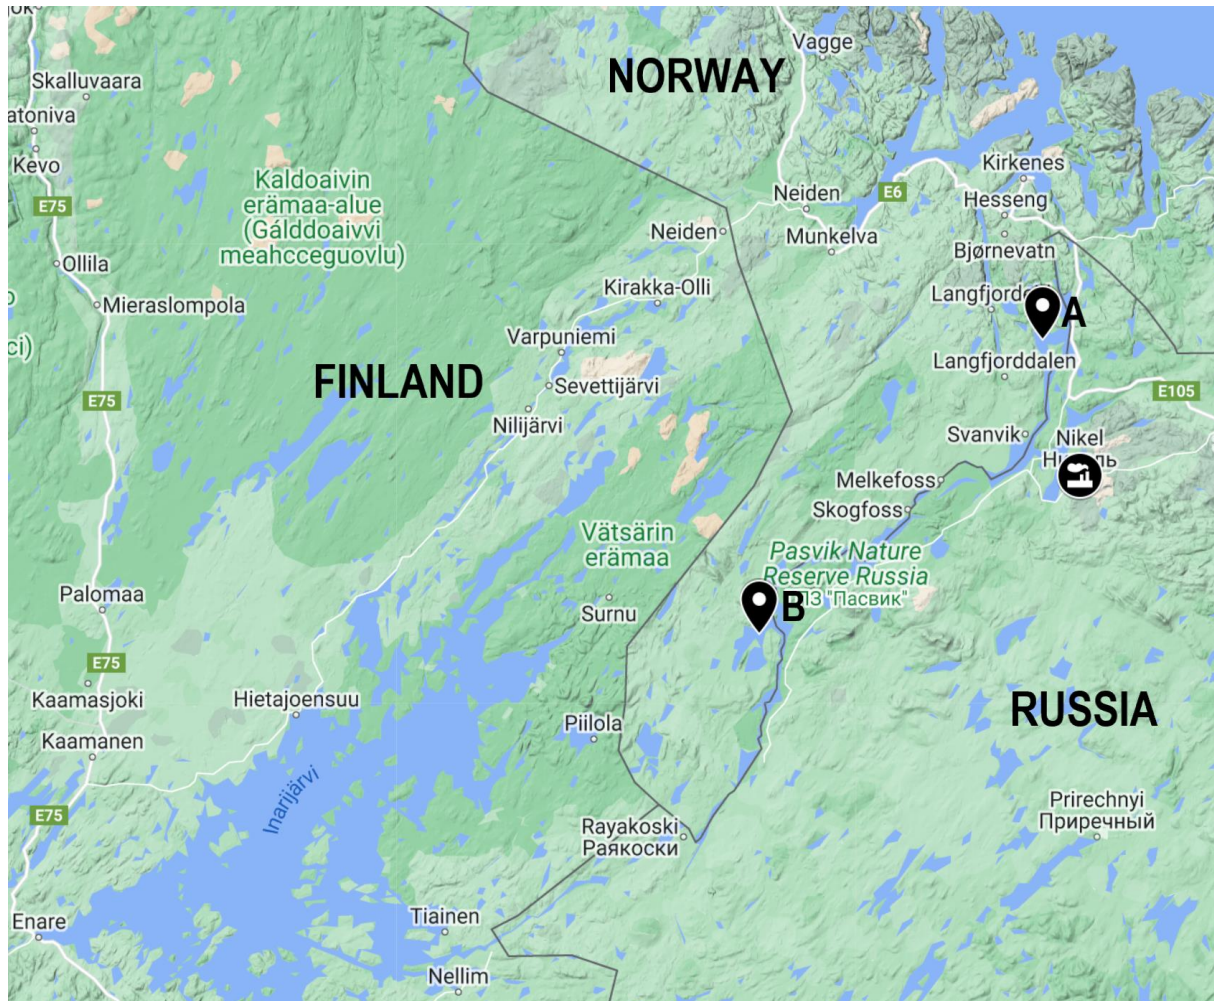 Vagge
NORWAY
Skalluvaara
atoniva
Kevo
Kirkenes
Kaldoaivin
erämaa-alue
(Gálddoaivvi
meahcceguovlu)
E75
Neiden
E6
Hesseng
Neiden
Munkelva
Bjørnevatn
Ollila
Kirakka-Olli
Mieraslompola
A
Varpuniemi
ci)
Langfjorddalen
FINLAND
Sevettijärvi
E75
E105
Nilijärvi
Svanvik
Nikel
Melkefoss
Skogfoss
Vätsärin
erämaa
Pasvik Nature
Reserve Russia
ПЗ "Пасвик"
Palomaa
B
Surnu
E75
Kaamasjoki
Hietajoensuu
RUSSIA
Piilola
Kaamanen
Inarijärvi
E75
Prirechnyi
Приречный
Rayakoski
Раякоски
Enare
Tiainen
Nellim